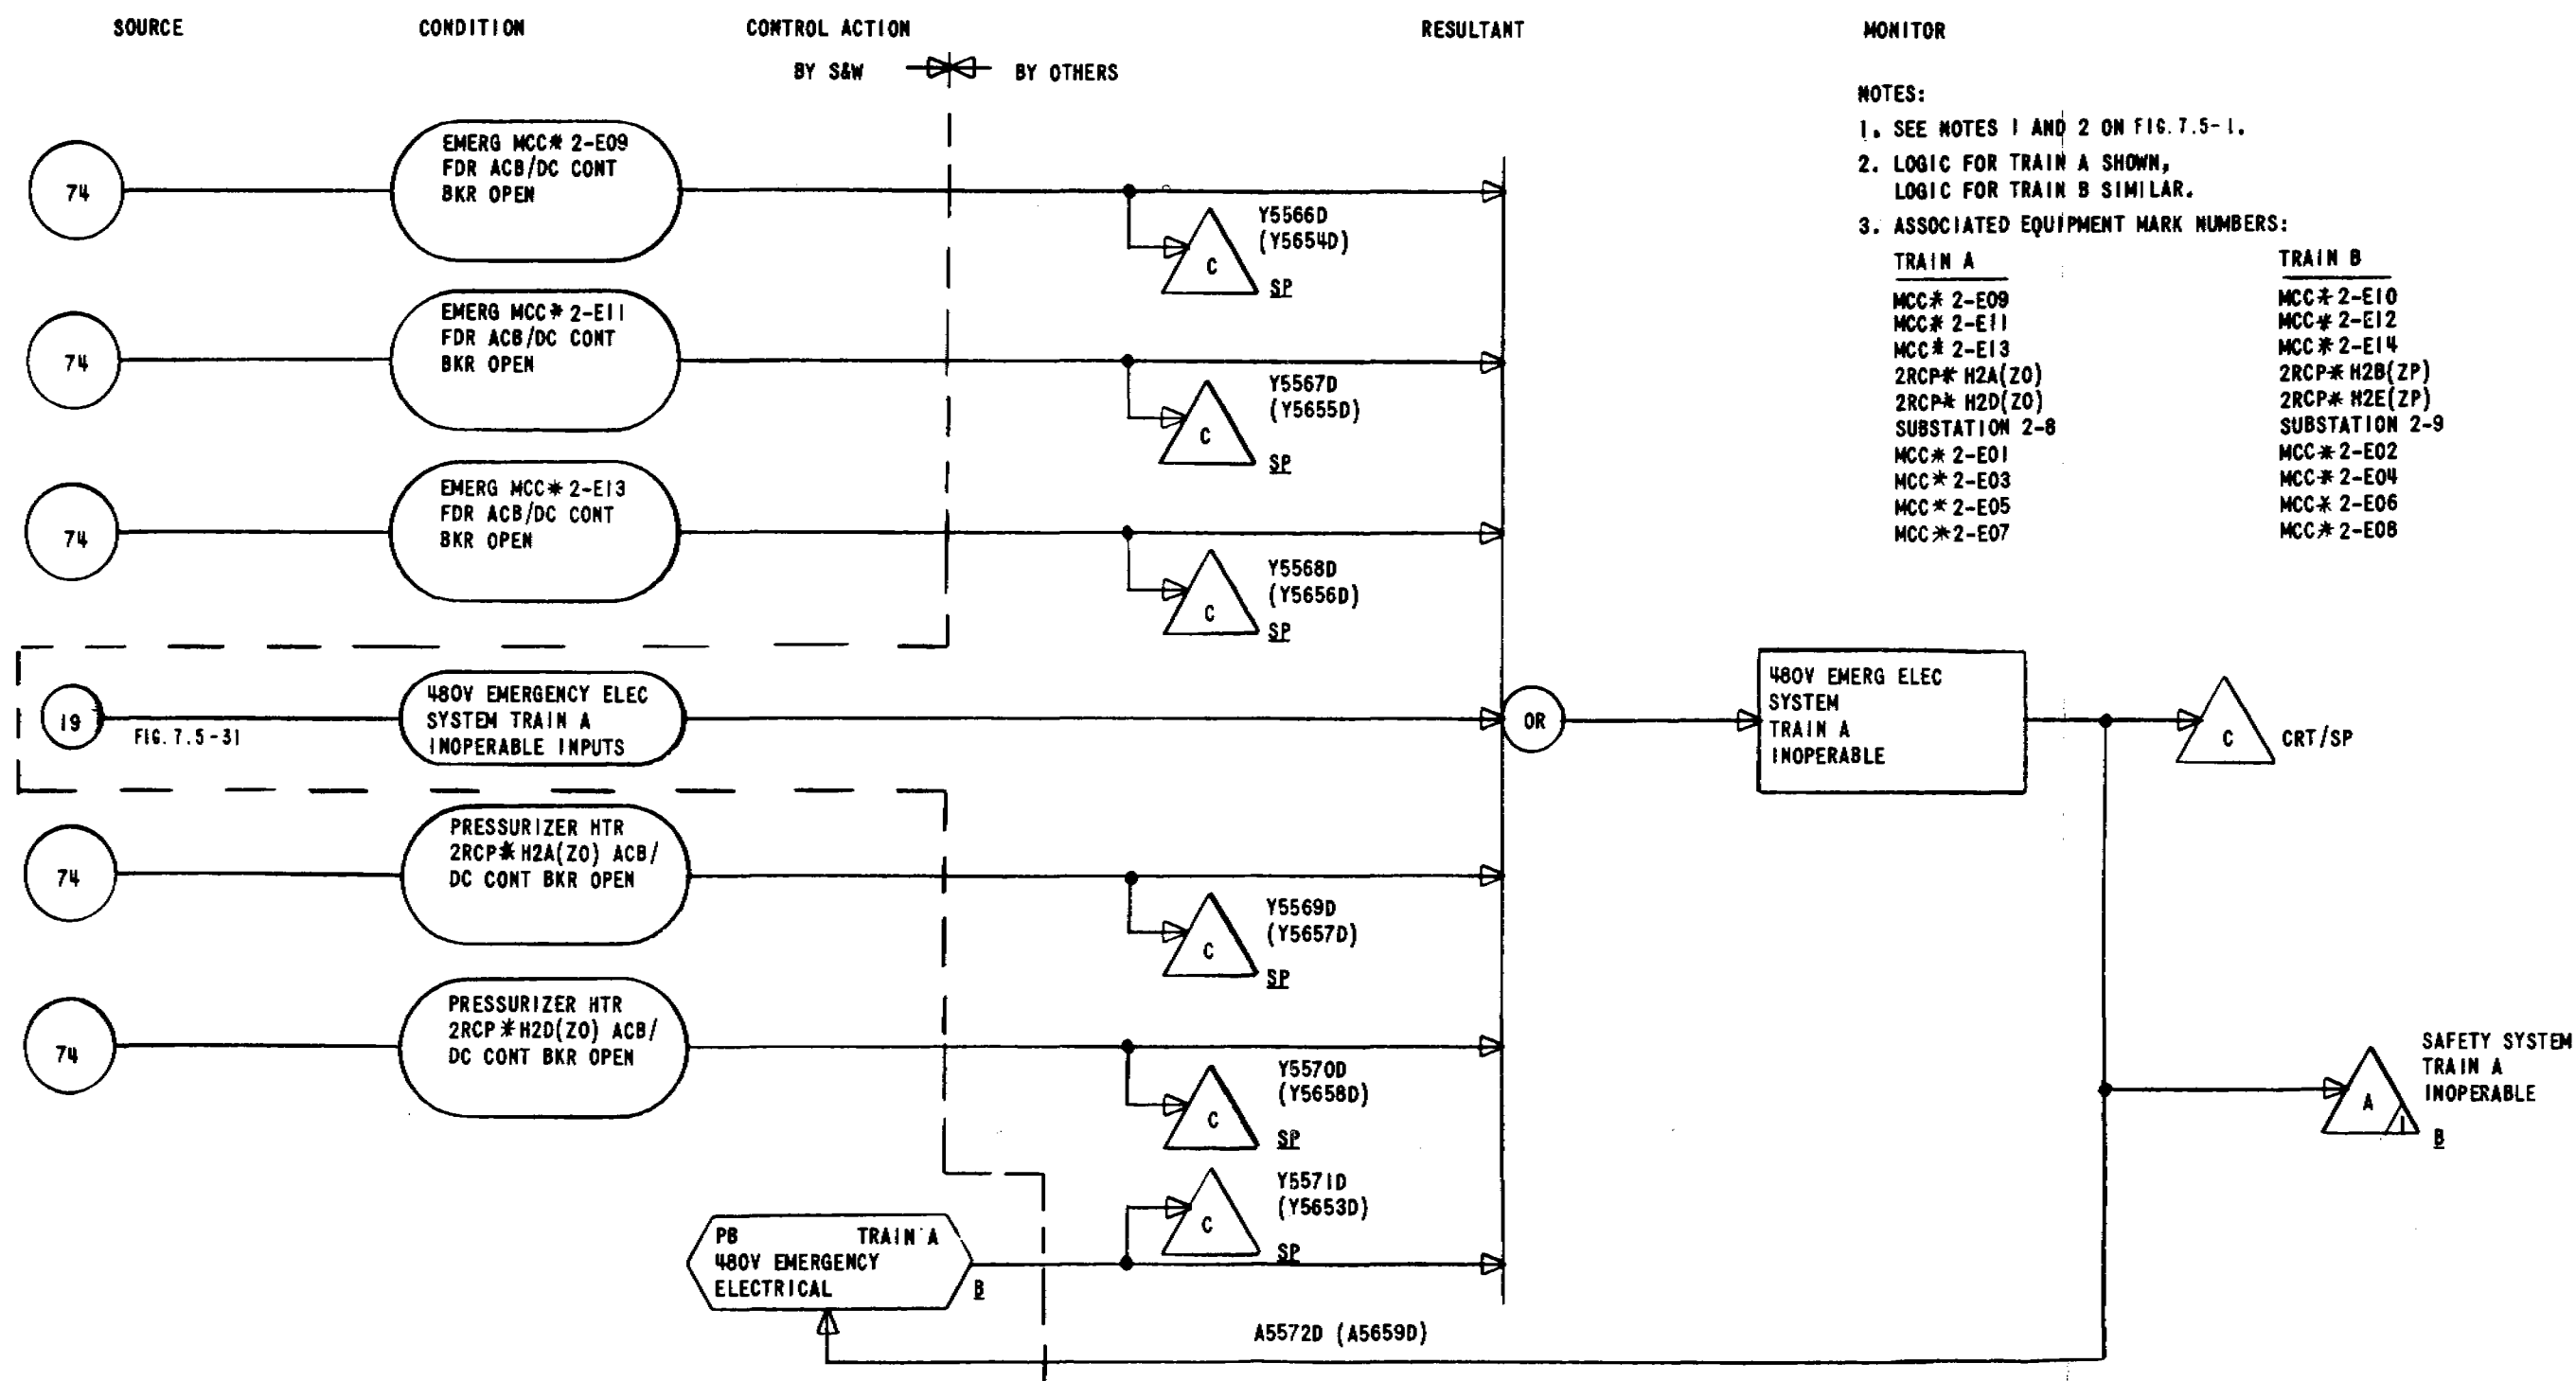 SOURCE
CONDITION
CONTROL ACTION
RESULTANT
MONITOR
BY S&W
BY OTHERS
NOTES:
1. SEE NOTES 1 AND 2 ON FIG. 7.5-1.
2. LOGIC FOR TRAIN A SHOWN,
LOGIC FOR TRAIN B SIMILAR.
3. ASSOCIATED EQUIPMENT MARK NUMBERS:
TRAIN A
MCC* 2-E09
MCC* 2-E11
MCC* 2-E13
2RCP* H2A(ZO)
2RCP* H2D(ZO)
SUBSTATION 2-8
MCC* 2-E01
MCC* 2-E03
MCC* 2-E05
MCC* 2-E07
TRAIN B
MCC* 2-E10
MCC* 2-E12
MCC* 2-E14
2RCP* H2B(ZP)
2RCP* H2E(ZP)
SUBSTATION 2-9
MCC* 2-E02
MCC* 2-E04
MCC* 2-E06
MCC* 2-E08
74
EMERG MCC* 2-E09
FDR ACB/DC CONT
BKR OPEN
C
Y5566D
(Y5654D)
SP
74
EMERG MCC* 2-E11
FDR ACB/DC CONT
BKR OPEN
C
Y5567D
(Y5655D)
SP
74
EMERG MCC* 2-E13
FDR ACB/DC CONT
BKR OPEN
C
Y5568D
(Y5656D)
SP
19
FIG. 7.5-31
480V EMERGENCY ELEC
SYSTEM TRAIN A
INOPERABLE INPUTS
OR
480V EMERG ELEC
SYSTEM
TRAIN A
INOPERABLE
C
CRT/SP
74
PRESSURIZER HTR
2RCP* H2A(ZO) ACB/
DC CONT BKR OPEN
C
Y5569D
(Y5657D)
SP
74
PRESSURIZER HTR
2RCP* H2D(ZO) ACB/
DC CONT BKR OPEN
C
Y5570D
(Y5658D)
SP
A
1
SAFETY SYSTEM
TRAIN A
INOPERABLE
B
PB TRAIN A
480V EMERGENCY
ELECTRICAL
B
C
Y5571D
(Y5653D)
SP
A5572D (A5659D)